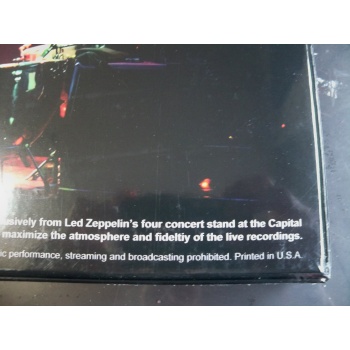 usively from Led Zeppelin's four concert stand at the Capital
maximize the atmosphere and fideltiy of the live recordings.
ic performance, streaming and broadcasting prohibited. Printed in U.S.A